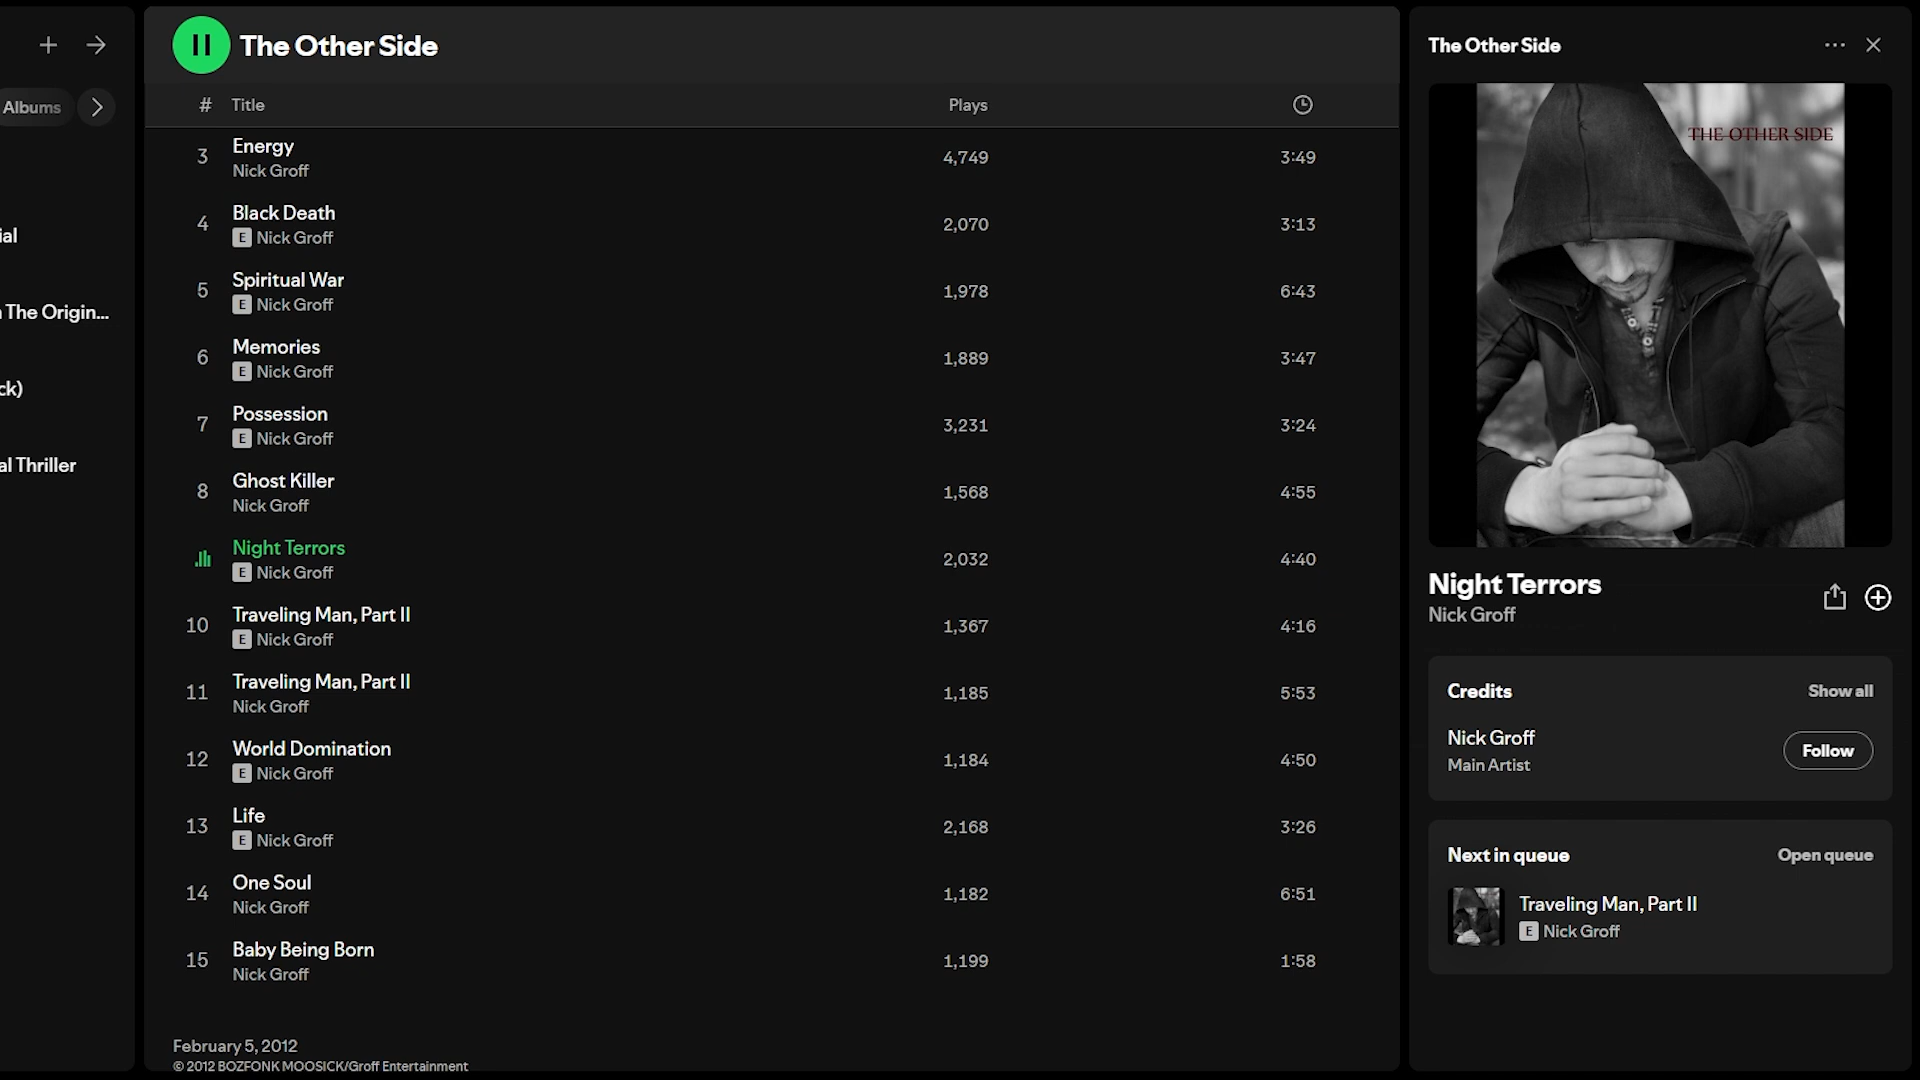 Albums
ial
n The Origin...
ck)
al Thriller
The Other Side
# Title Plays
3 Energy 4,749 3:49
Nick Groff
4 Black Death 2,070 3:13
E Nick Groff
5 Spiritual War 1,978 6:43
E Nick Groff
6 Memories 1,889 3:47
E Nick Groff
7 Possession 3,231 3:24
E Nick Groff
8 Ghost Killer 1,568 4:55
Nick Groff
Night Terrors 2,032 4:40
E Nick Groff
10 Traveling Man, Part II 1,367 4:16
E Nick Groff
11 Traveling Man, Part II 1,185 5:53
Nick Groff
12 World Domination 1,184 4:50
E Nick Groff
13 Life 2,168 3:26
E Nick Groff
14 One Soul 1,182 6:51
Nick Groff
15 Baby Being Born 1,199 1:58
Nick Groff
February 5, 2012
© 2012 BOZFONK MOOSICK/Groff Entertainment
The Other Side
THE OTHER SIDE
Night Terrors
Nick Groff
Credits Show all
Nick Groff
Main Artist
Follow
Next in queue Open queue
Traveling Man, Part II
E Nick Groff